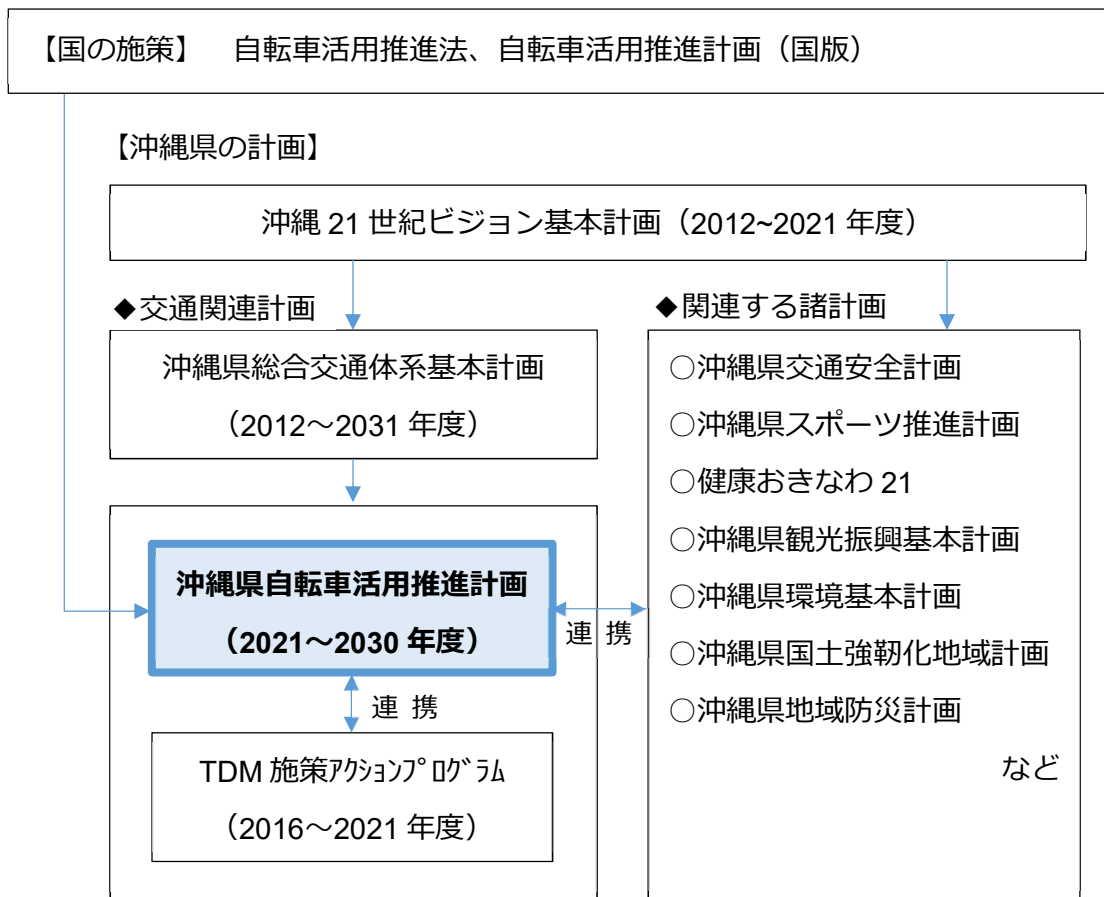 【国の施策】　自転車活用推進法、自転車活用推進計画（国版）
【沖縄県の計画】
沖縄 21 世紀ビジョン基本計画（2012~2021 年度）
◆交通関連計画
沖縄県総合交通体系基本計画
（2012～2031 年度）
沖縄県自転車活用推進計画
（2021～2030 年度）
連 携
連 携
TDM 施策ｱｸｼｮﾝﾌﾟﾛｸﾞﾗﾑ
（2016～2021 年度）
◆関連する諸計画
○沖縄県交通安全計画
○沖縄県スポーツ推進計画
○健康おきなわ 21
○沖縄県観光振興基本計画
○沖縄県環境基本計画
○沖縄県国土強靭化地域計画
○沖縄県地域防災計画
など